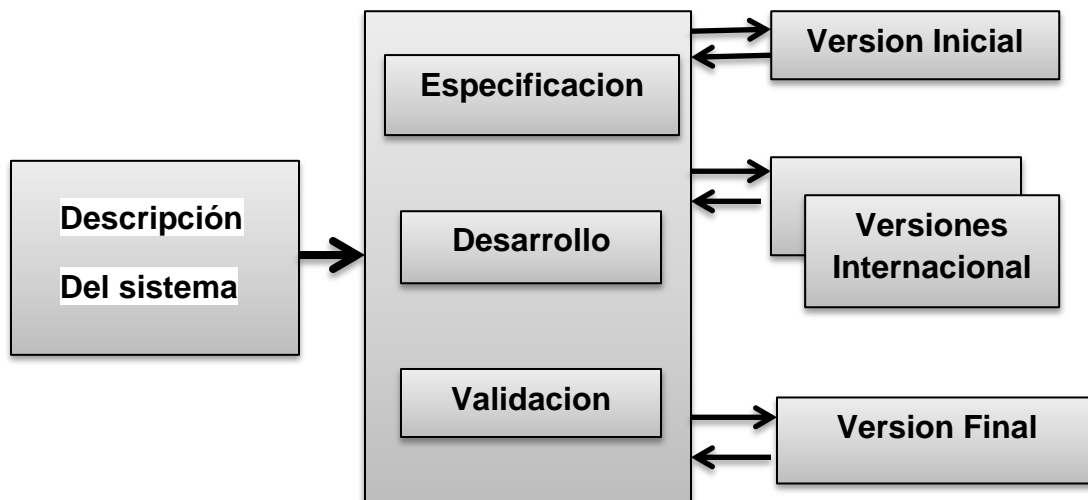 Descripción
Del sistema
Especificacion
Desarrollo
Validacion
Version Inicial
Versiones
Internacional
Version Final